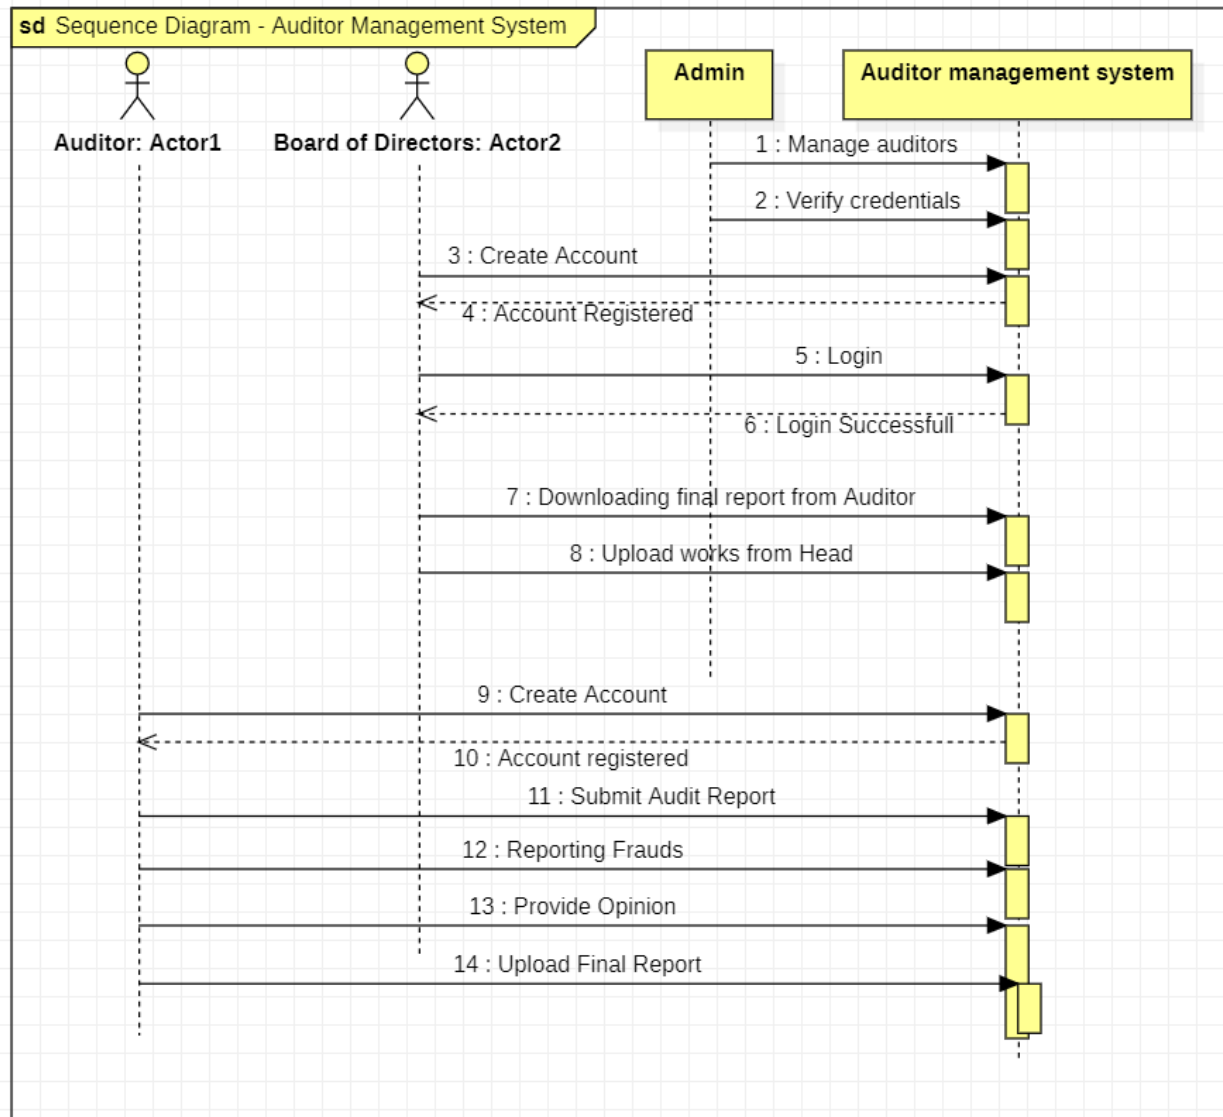 sd Sequence Diagram - Auditor Management System
Admin
Auditor management system
Auditor: Actor1
Board of Directors: Actor2
1 : Manage auditors
2 : Verify credentials
3 : Create Account
4 : Account Registered
5 : Login
6 : Login Successfull
7 : Downloading final report from Auditor
8 : Upload works from Head
9 : Create Account
10 : Account registered
11 : Submit Audit Report
12 : Reporting Frauds
13 : Provide Opinion
14 : Upload Final Report